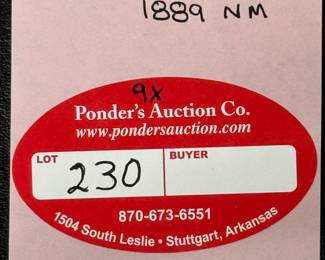 1889 NM
9x
Ponder's Auction Co.
www.pondersauction.com
LOT BUYER
230
870-673-6551
1504 South Leslie • Stuttgart, Arkansas